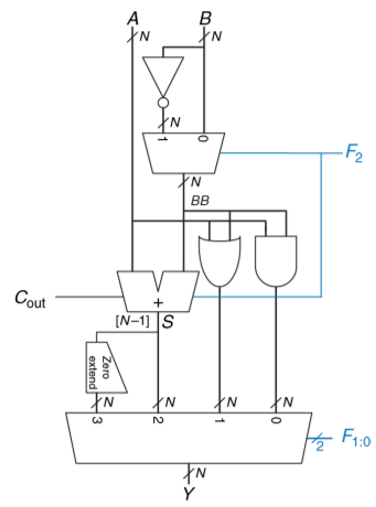 A B
N N
N
1 0
F2
N
BB
Cout
+
[N–1] S
Zero
extend
N N N N
3 2 1 0
2 F1:0
N
Y